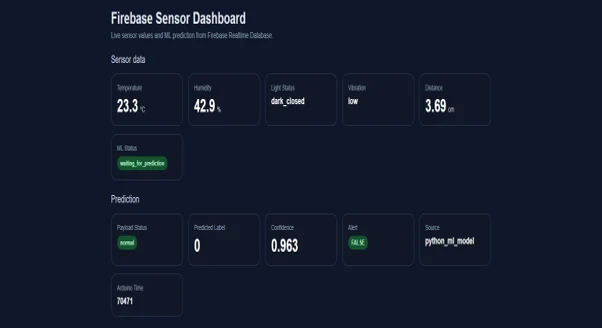 Firebase Sensor Dashboard
Live sensor values and ML prediction from Firebase Realtime Database.
Sensor data
Temperature
23.3 °C
Humidity
42.9 %
Light Status
dark_closed
Vibration
low
Distance
3.69 cm
ML Status
waiting_for_prediction
Prediction
Payload Status
normal
Predicted Label
0
Confidence
0.963
Alert
FALSE
Source
python_ml_model
Arduino Time
70471